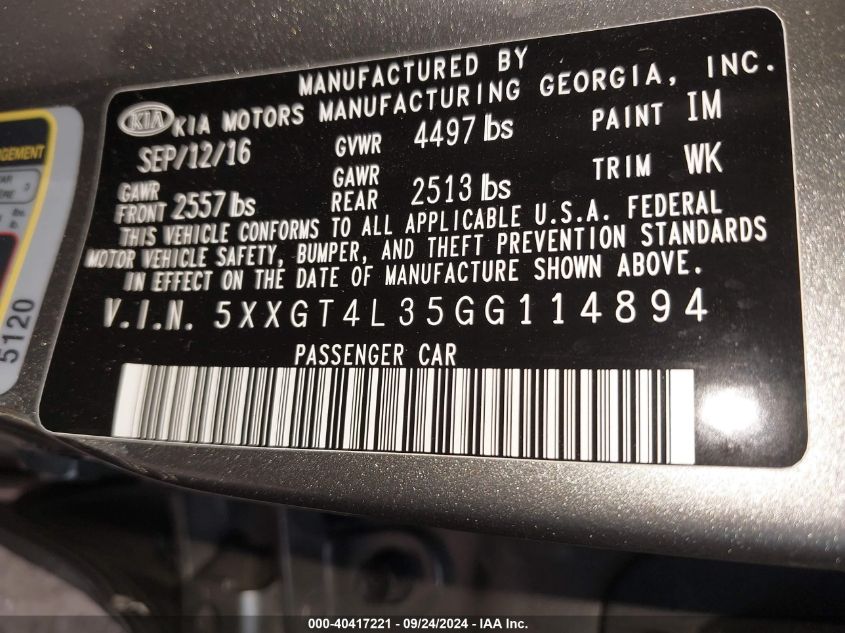 MANUFACTURED BY
KIA KIA MOTORS MANUFACTURING GEORGIA, INC.
SEP/12/16 GVWR 4497 lbs PAINT IM
GAWR FRONT 2557 lbs GAWR REAR 2513 lbs TRIM WK
THIS VEHICLE CONFORMS TO ALL APPLICABLE U.S.A. FEDERAL
MOTOR VEHICLE SAFETY, BUMPER, AND THEFT PREVENTION STANDARDS
IN EFFECT ON THE DATE OF MANUFACTURE SHOWN ABOVE.
V.I.N. 5XXGT4L35GG114894
PASSENGER CAR
5120
000-40417221 - 09/24/2024 - IAA Inc.